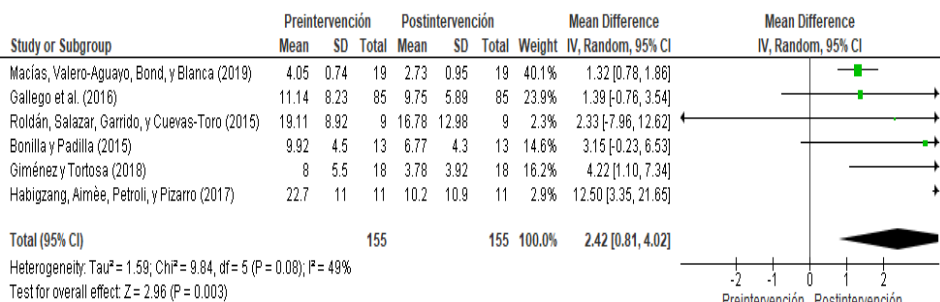 Preintervención Postintervención Mean Difference Mean Difference
Study or Subgroup Mean SD Total Mean SD Total Weight IV, Random, 95% CI IV, Random, 95% CI
Macías, Valero-Aguayo, Bond, y Blanca (2019) 4.05 0.74 19 2.73 0.95 19 40.1% 1.32 [0.78, 1.86]
Gallego et al. (2016) 11.14 8.23 85 9.75 5.89 85 23.9% 1.39 [-0.76, 3.54]
Roldán, Salazar, Garrido, y Cuevas-Toro (2015) 19.11 8.92 9 16.78 12.98 9 2.3% 2.33 [-7.96, 12.62]
Bonilla y Padilla (2015) 9.92 4.5 13 6.77 4.3 13 14.6% 3.15 [-0.23, 6.53]
Giménez y Tortosa (2018) 8 5.5 18 3.78 3.92 18 16.2% 4.22 [1.10, 7.34]
Habigzang, Aimèe, Petroli, y Pizarro (2017) 22.7 11 11 10.2 10.9 11 2.9% 12.50 [3.35, 21.65]
Total (95% CI) 155 155 100.0% 2.42 [0.81, 4.02]
Heterogeneity: Tau² = 1.59; Chi² = 9.84, df = 5 (P = 0.08); I² = 49%
Test for overall effect: Z = 2.96 (P = 0.003)
-2 -1 0 1 2
Preintervención Postintervención